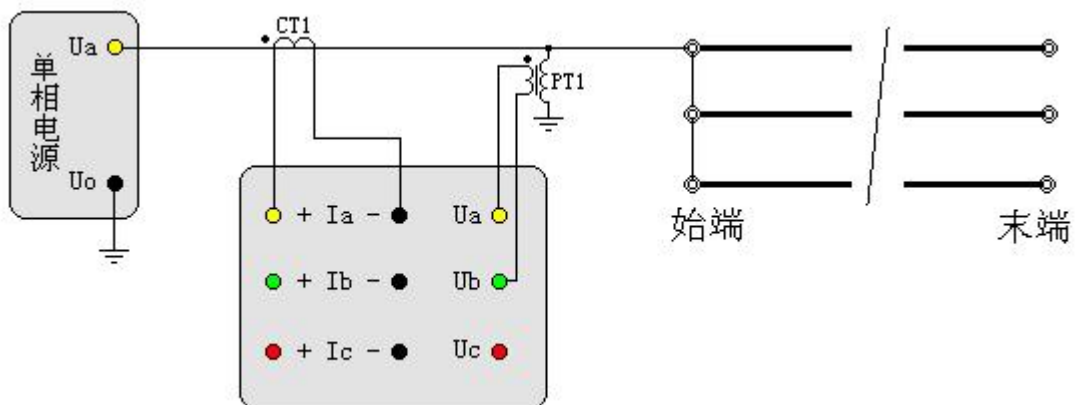 CT1
Ua
单相电源
PT1
Uo
+ Ia - Ua
始端
末端
+ Ib - Ub
+ Ic - Uc